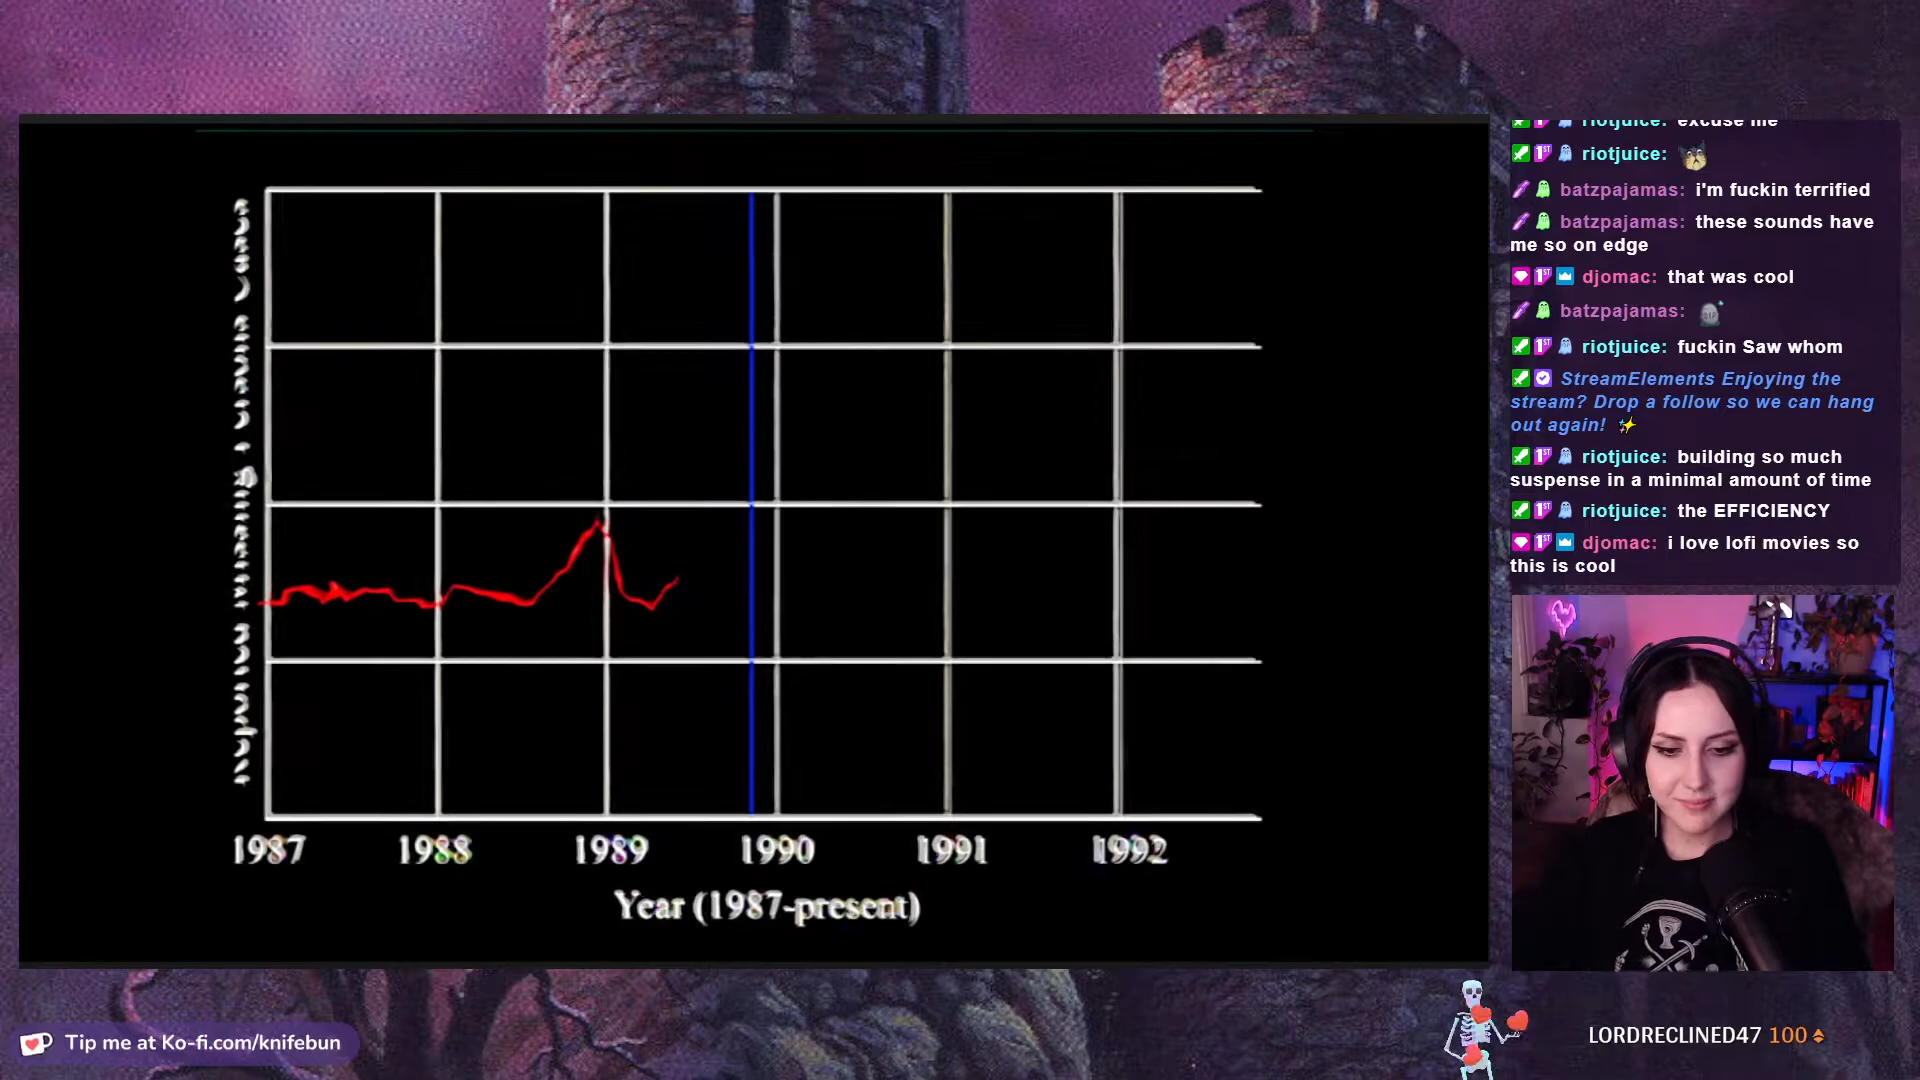 1987 1988 1989 1990 1991 1992
Year (1987-present)
riotjuice: excuse me
riotjuice:
batzpajamas: i'm fuckin terrified
batzpajamas: these sounds have
me so on edge
djomac: that was cool
batzpajamas:
riotjuice: fuckin Saw whom
StreamElements Enjoying the
stream? Drop a follow so we can hang
out again!
riotjuice: building so much
suspense in a minimal amount of time
riotjuice: the EFFICIENCY
djomac: i love lofi movies so
this is cool
Tip me at Ko-fi.com/knifebun
LORDRECLINED47 100